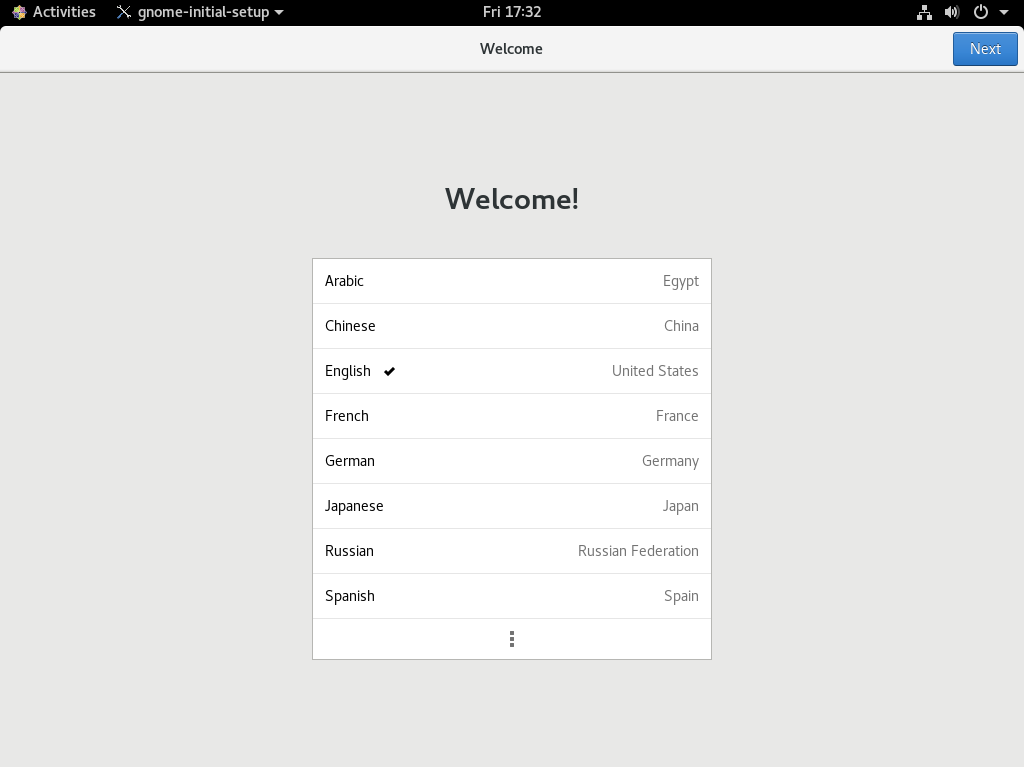 Activities gnome-initial-setup Fri 17:32
Welcome Next
Welcome!
Arabic Egypt
Chinese China
English United States
French France
German Germany
Japanese Japan
Russian Russian Federation
Spanish Spain